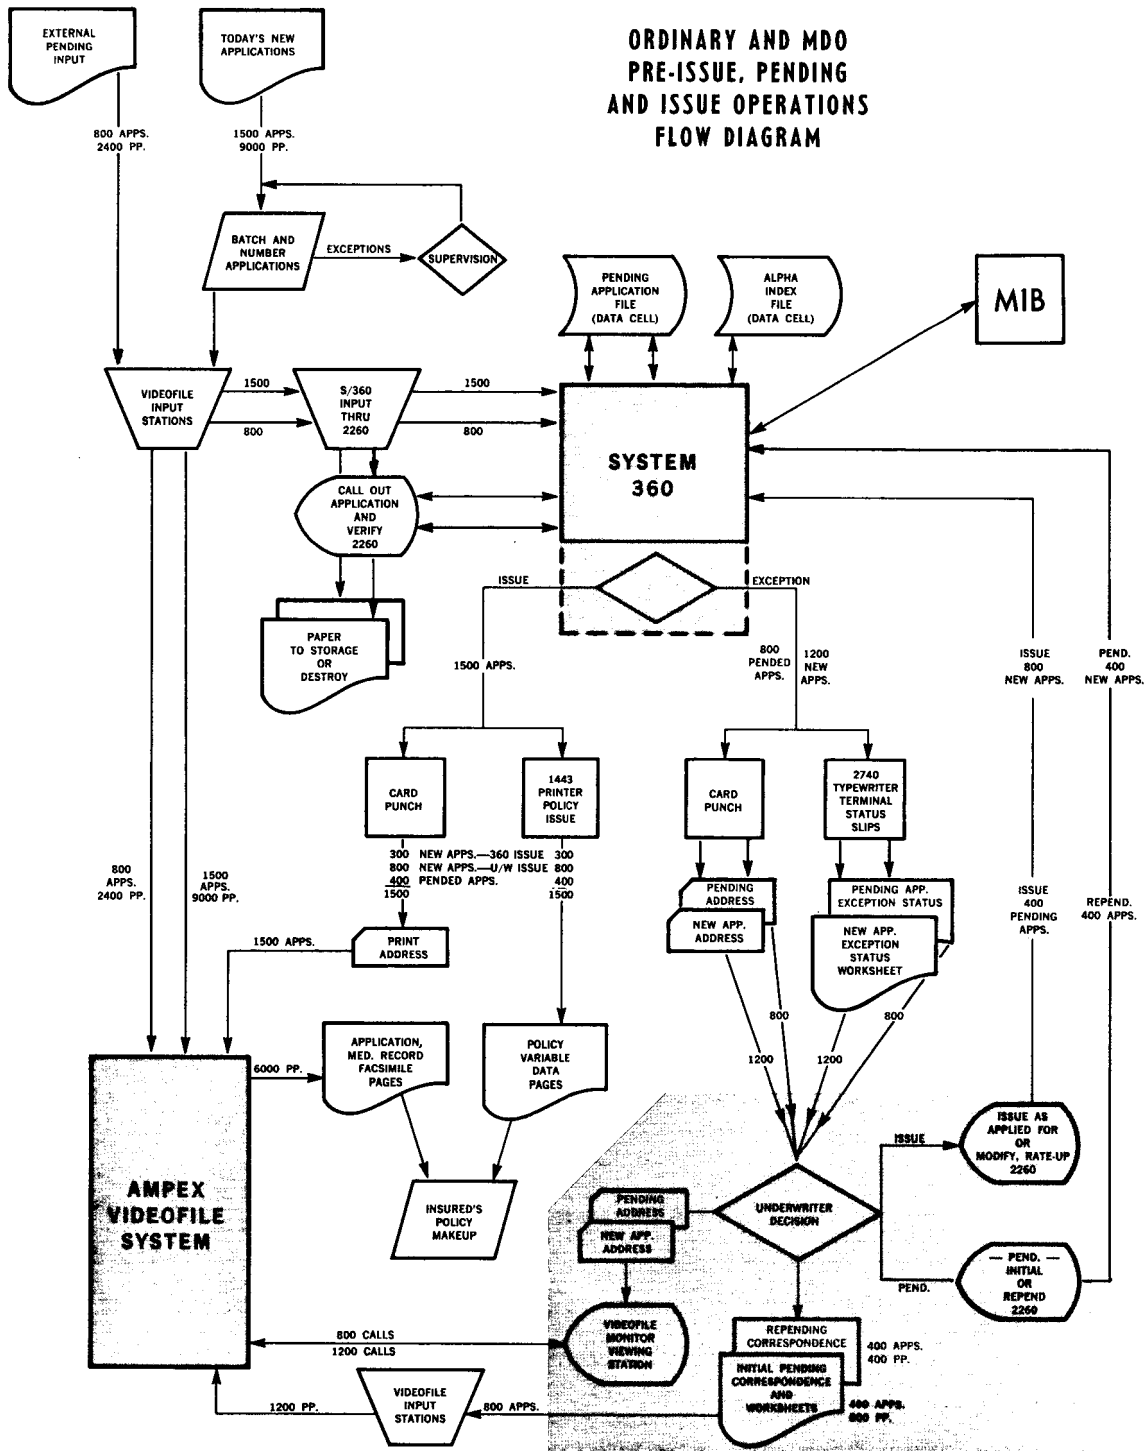 ORDINARY AND MDO
PRE-ISSUE, PENDING
AND ISSUE OPERATIONS
FLOW DIAGRAM
EXTERNAL
PENDING
INPUT
TODAY'S NEW
APPLICATIONS
800 APPS.
2400 PP.
1500 APPS.
9000 PP.
BATCH AND
NUMBER
APPLICATIONS
EXCEPTIONS
SUPERVISION
PENDING
APPLICATION
FILE
(DATA CELL)
ALPHA
INDEX
FILE
(DATA CELL)
MIB
VIDEOFILE
INPUT
STATIONS
1500
800
S/360
INPUT
THRU
2260
1500
800
SYSTEM
360
CALL OUT
APPLICATION
AND
VERIFY
2260
ISSUE
EXCEPTION
PAPER
TO STORAGE
OR
DESTROY
1500 APPS.
800
PENDED
APPS.
1200
NEW
APPS.
ISSUE
800
NEW APPS.
PEND.
400
NEW APPS.
CARD
PUNCH
1443
PRINTER
POLICY
ISSUE
CARD
PUNCH
2740
TYPEWRITER
TERMINAL
STATUS
SLIPS
300 NEW APPS.—360 ISSUE 300
800 NEW APPS.—U/W ISSUE 800
400 PENDED APPS. 400
1500 1500
800
APPS.
2400 PP.
1500
APPS.
9000 PP.
PENDING
ADDRESS
NEW APP.
ADDRESS
PENDING APP.
EXCEPTION STATUS
NEW APP.
EXCEPTION
STATUS
WORKSHEET
ISSUE
400
PENDING
APPS.
REPEND.
400 APPS.
1500 APPS.
PRINT
ADDRESS
800
800
1200
1200
6000 PP.
APPLICATION,
MED. RECORD
FACSIMILE
PAGES
POLICY
VARIABLE
DATA
PAGES
AMPEX
VIDEOFILE
SYSTEM
INSURED'S
POLICY
MAKEUP
PENDING
ADDRESS
NEW APP.
ADDRESS
UNDERWRITER
DECISION
ISSUE
ISSUE AS
APPLIED FOR
OR
MODIFY, RATE-UP
2260
PEND.
— PEND. —
INITIAL
OR
REPEND
2260
800 CALLS
1200 CALLS
VIDEOFILE
MONITOR
VIEWING
STATION
REPENDING
CORRESPONDENCE
400 APPS.
400 PP.
INITIAL PENDING
CORRESPONDENCE
AND
WORKSHEETS
400 APPS.
800 PP.
1200 PP.
VIDEOFILE
INPUT
STATIONS
800 APPS.